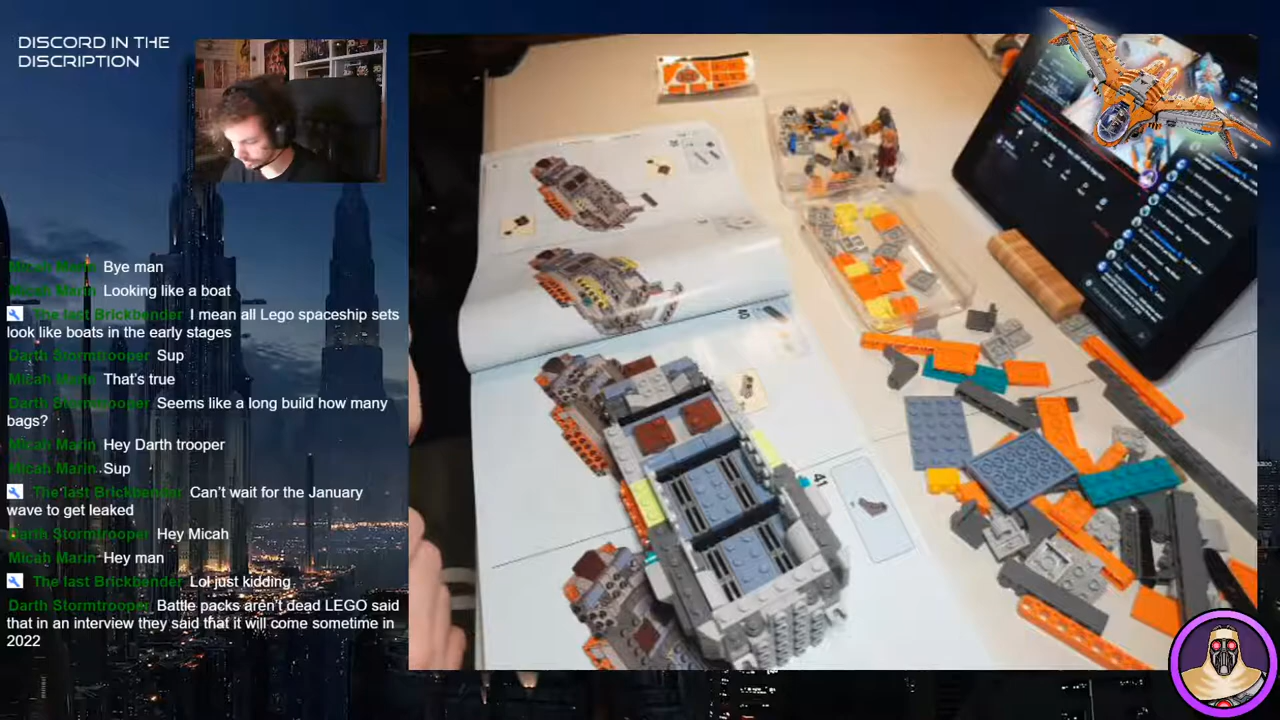 DISCORD IN THE
DISCRIPTION
Micah Marin Bye man
Micah Marin Looking like a boat
The last Brickbender I mean all Lego spaceship sets
look like boats in the early stages
Darth Stormtrooper Sup
Micah Marin That's true
Darth Stormtrooper Seems like a long build how many
bags?
Micah Marin Hey Darth trooper
Micah Marin Sup
The last Brickbender Can't wait for the January
wave to get leaked
Darth Stormtrooper Hey Micah
Micah Marin Hey man
The last Brickbender Lol just kidding
Darth Stormtrooper Battle packs aren't dead LEGO said
that in an interview they said that it will come sometime in
2022
40
41